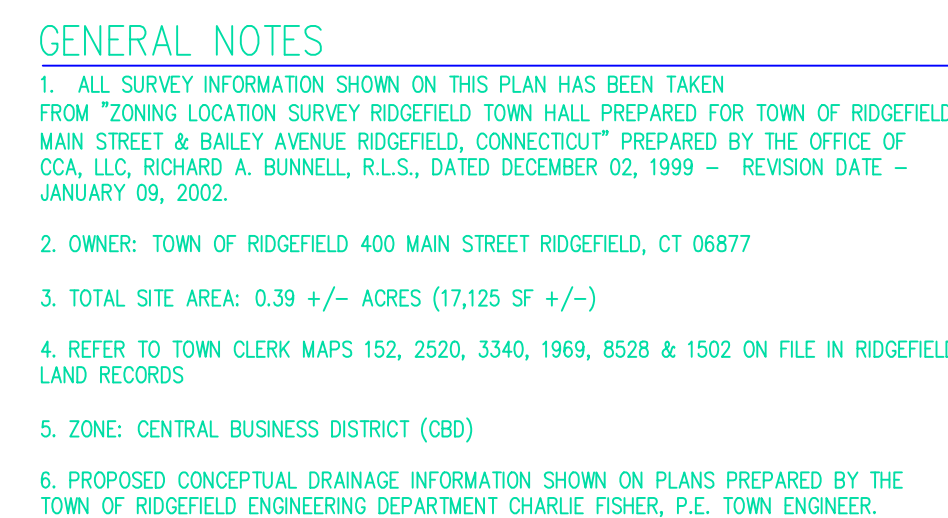 GENERAL NOTES
1. ALL SURVEY INFORMATION SHOWN ON THIS PLAN HAS BEEN TAKEN
FROM "ZONING LOCATION SURVEY RIDGEFIELD TOWN HALL PREPARED FOR TOWN OF RIDGEFIELD
MAIN STREET & BAILEY AVENUE RIDGEFIELD, CONNECTICUT" PREPARED BY THE OFFICE OF
CCA, LLC, RICHARD A. BUNNELL, R.L.S., DATED DECEMBER 02, 1999 – REVISION DATE –
JANUARY 09, 2002.
2. OWNER: TOWN OF RIDGEFIELD 400 MAIN STREET RIDGEFIELD, CT 06877
3. TOTAL SITE AREA: 0.39 +/– ACRES (17,125 SF +/–)
4. REFER TO TOWN CLERK MAPS 152, 2520, 3340, 1969, 8528 & 1502 ON FILE IN RIDGEFIELD
LAND RECORDS
5. ZONE: CENTRAL BUSINESS DISTRICT (CBD)
6. PROPOSED CONCEPTUAL DRAINAGE INFORMATION SHOWN ON PLANS PREPARED BY THE
TOWN OF RIDGEFIELD ENGINEERING DEPARTMENT CHARLIE FISHER, P.E. TOWN ENGINEER.